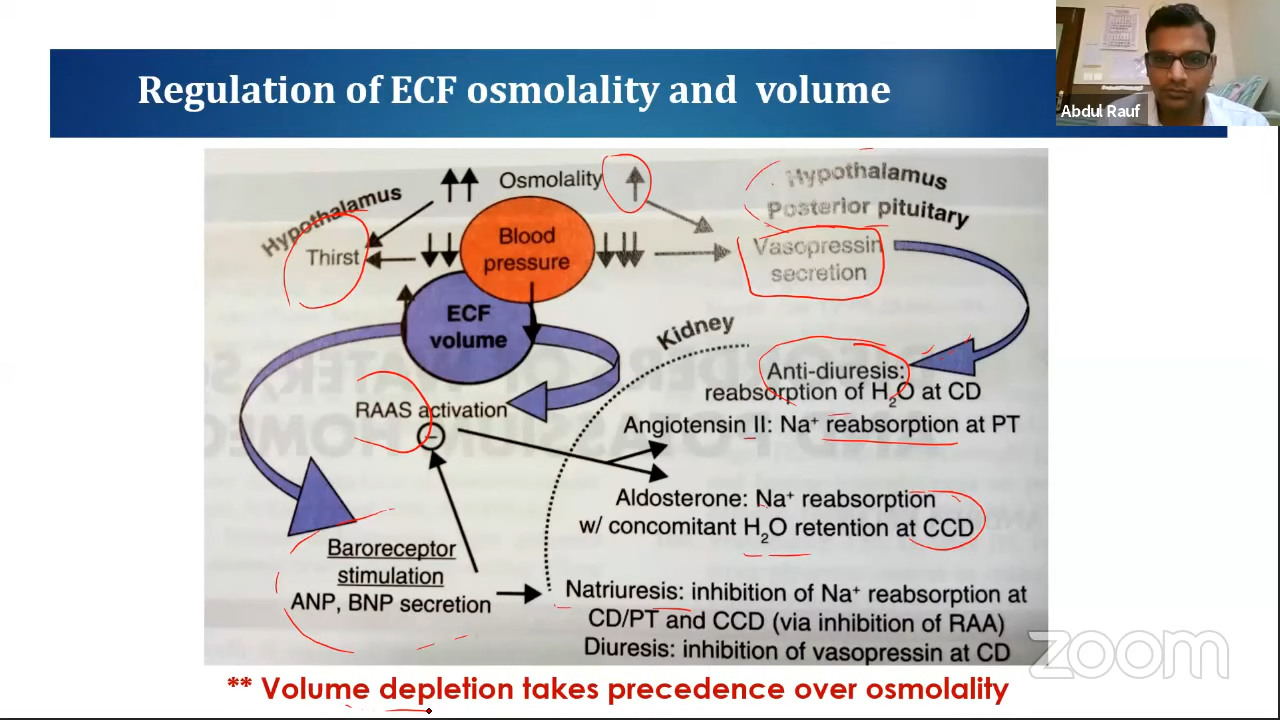 Regulation of ECF osmolality and volume
Abdul Rauf
Hypothalamus
Osmolality
Hypothalamus
Posterior pituitary
Thirst
Blood
pressure
Vasopressin
secretion
ECF
volume
Kidney
Anti-diuresis:
reabsorption of H₂O at CD
RAAS activation
Angiotensin II: Na⁺ reabsorption at PT
Aldosterone: Na⁺ reabsorption
w/ concomitant H₂O retention at CCD
Baroreceptor
stimulation
ANP, BNP secretion
Natriuresis: inhibition of Na⁺ reabsorption at
CD/PT and CCD (via inhibition of RAA)
Diuresis: inhibition of vasopressin at CD
zoom
** Volume depletion takes precedence over osmolality